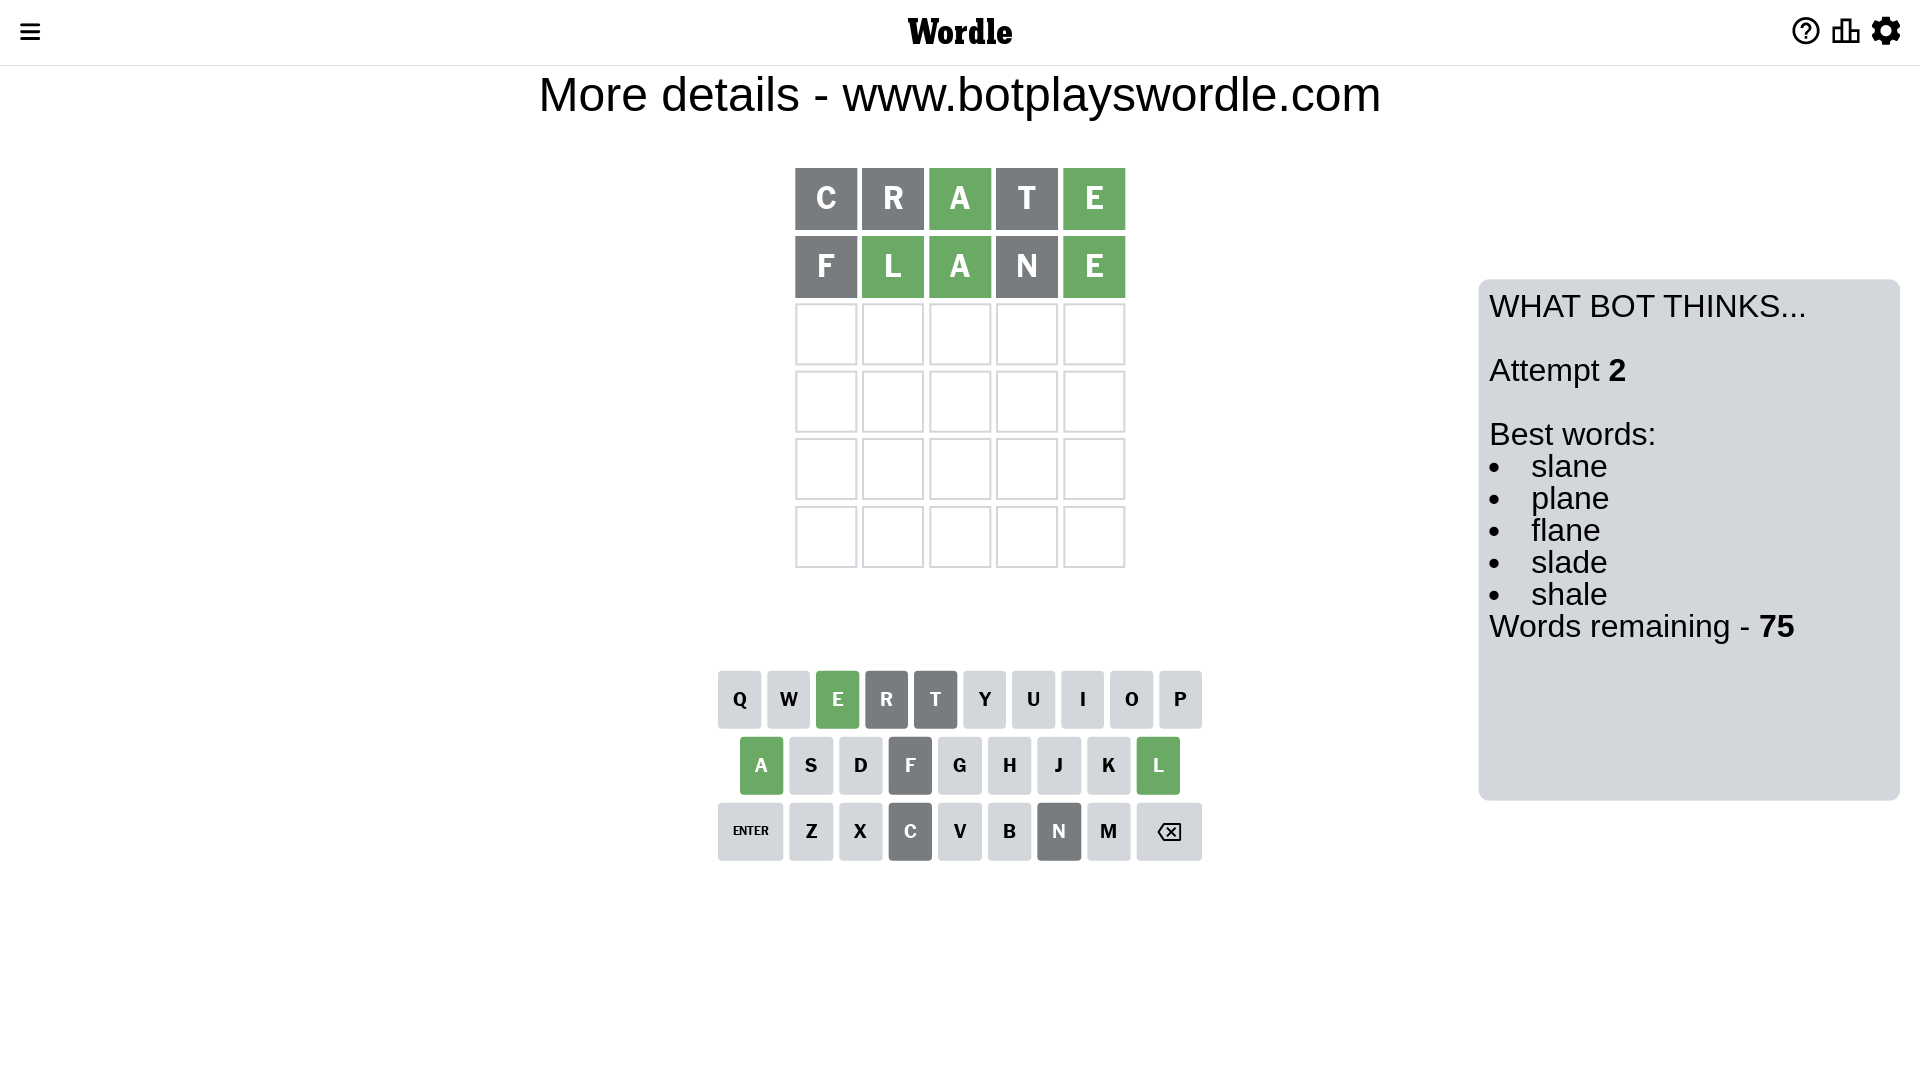 Wordle
More details - www.botplayswordle.com
C R A T E
F L A N E
WHAT BOT THINKS...
Attempt 2
Best words:
• slane
• plane
• flane
• slade
• shale
Words remaining - 75
Q W E R T Y U I O P
A S D F G H J K L
ENTER Z X C V B N M